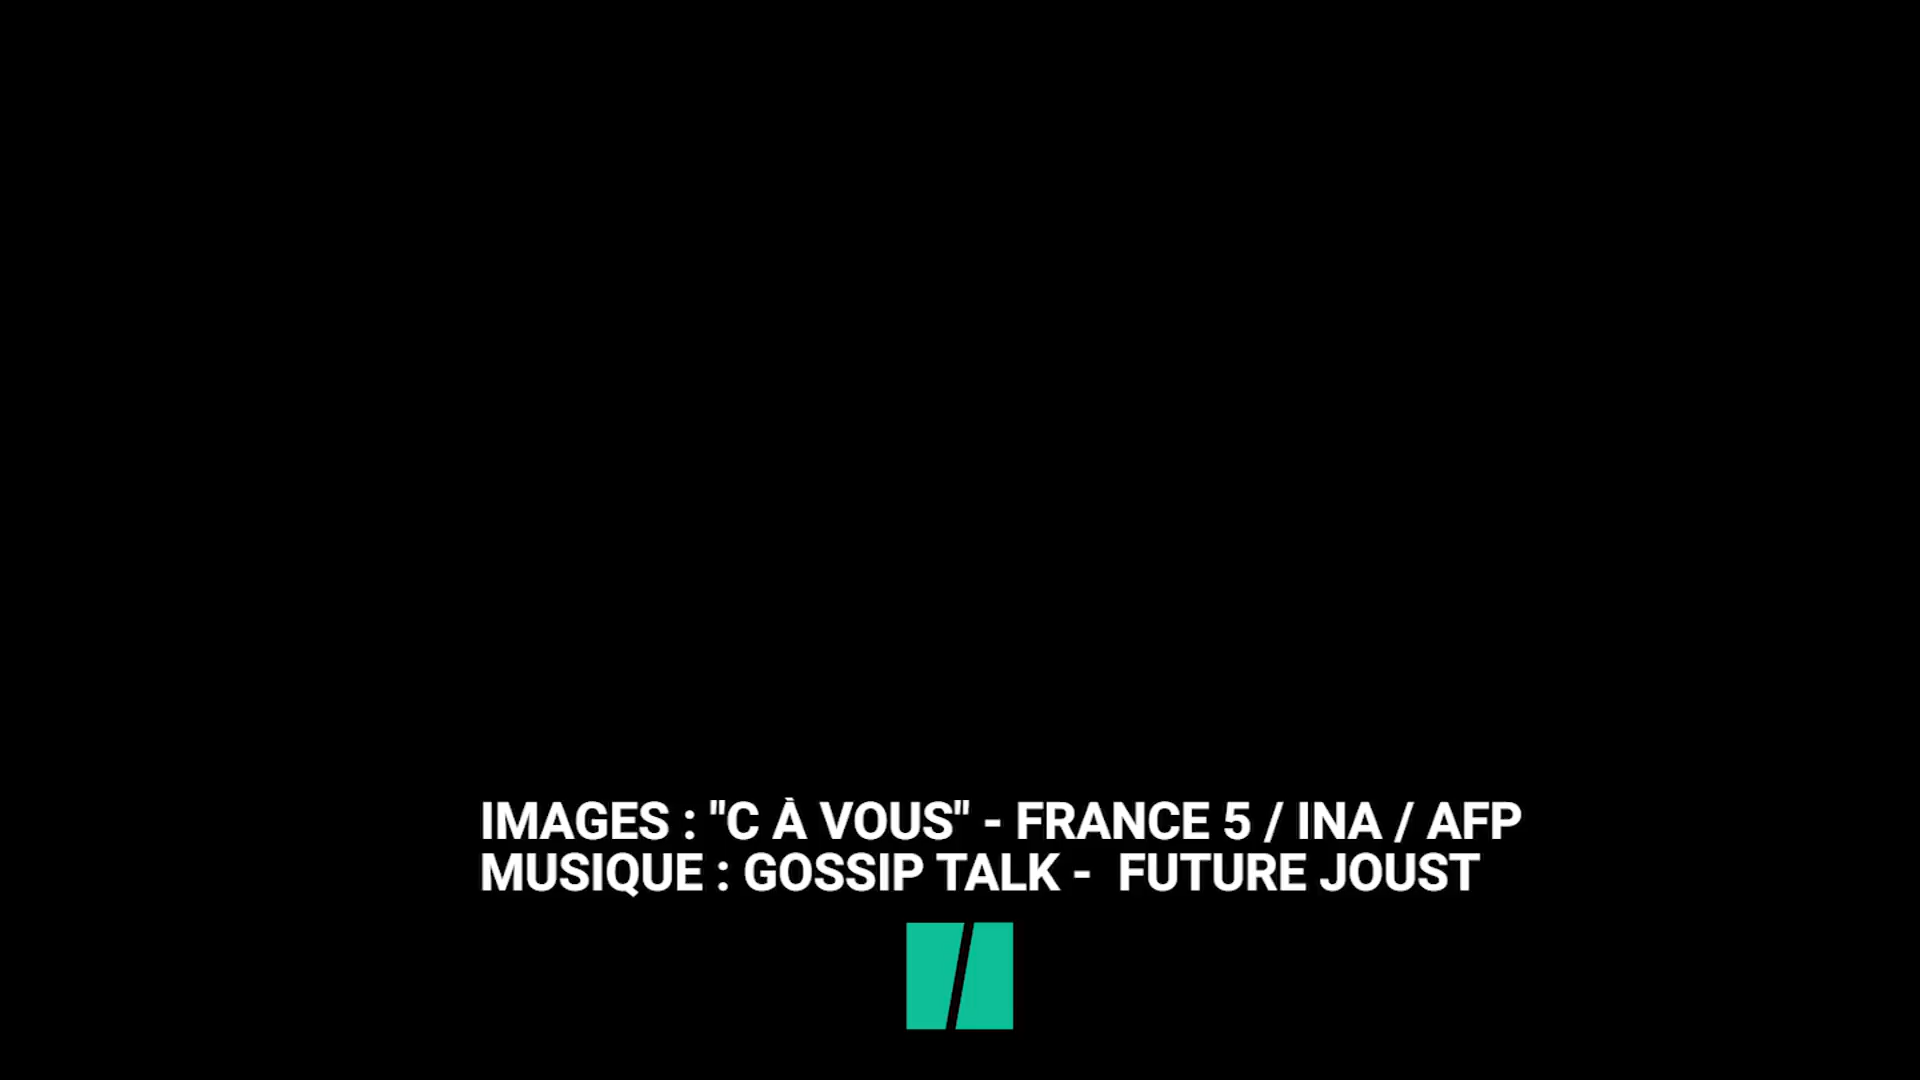 IMAGES : "C À VOUS" - FRANCE 5 / INA / AFP
MUSIQUE : GOSSIP TALK -  FUTURE JOUST